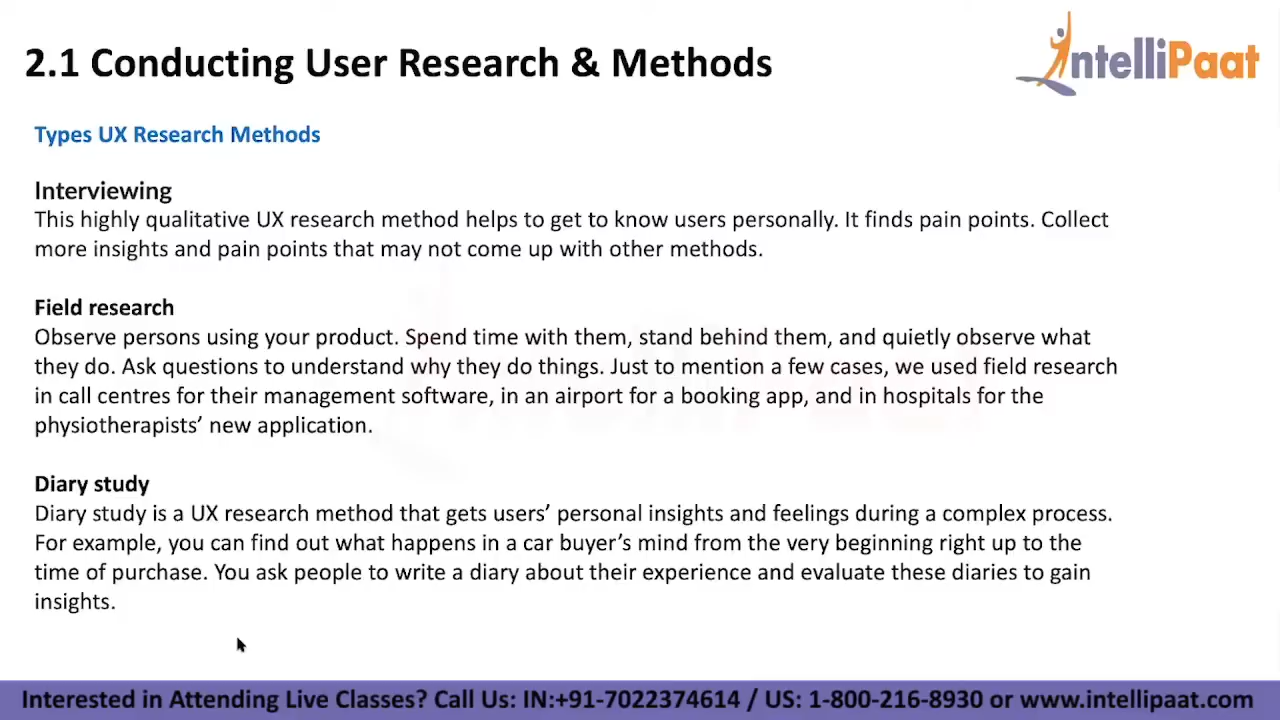 2.1 Conducting User Research & Methods
IntelliPaat
Types UX Research Methods
Interviewing
This highly qualitative UX research method helps to get to know users personally. It finds pain points. Collect
more insights and pain points that may not come up with other methods.
Field research
Observe persons using your product. Spend time with them, stand behind them, and quietly observe what
they do. Ask questions to understand why they do things. Just to mention a few cases, we used field research
in call centres for their management software, in an airport for a booking app, and in hospitals for the
physiotherapists’ new application.
Diary study
Diary study is a UX research method that gets users’ personal insights and feelings during a complex process.
For example, you can find out what happens in a car buyer’s mind from the very beginning right up to the
time of purchase. You ask people to write a diary about their experience and evaluate these diaries to gain
insights.
Interested in Attending Live Classes? Call Us: IN:+91-7022374614 / US: 1-800-216-8930 or www.intellipaat.com